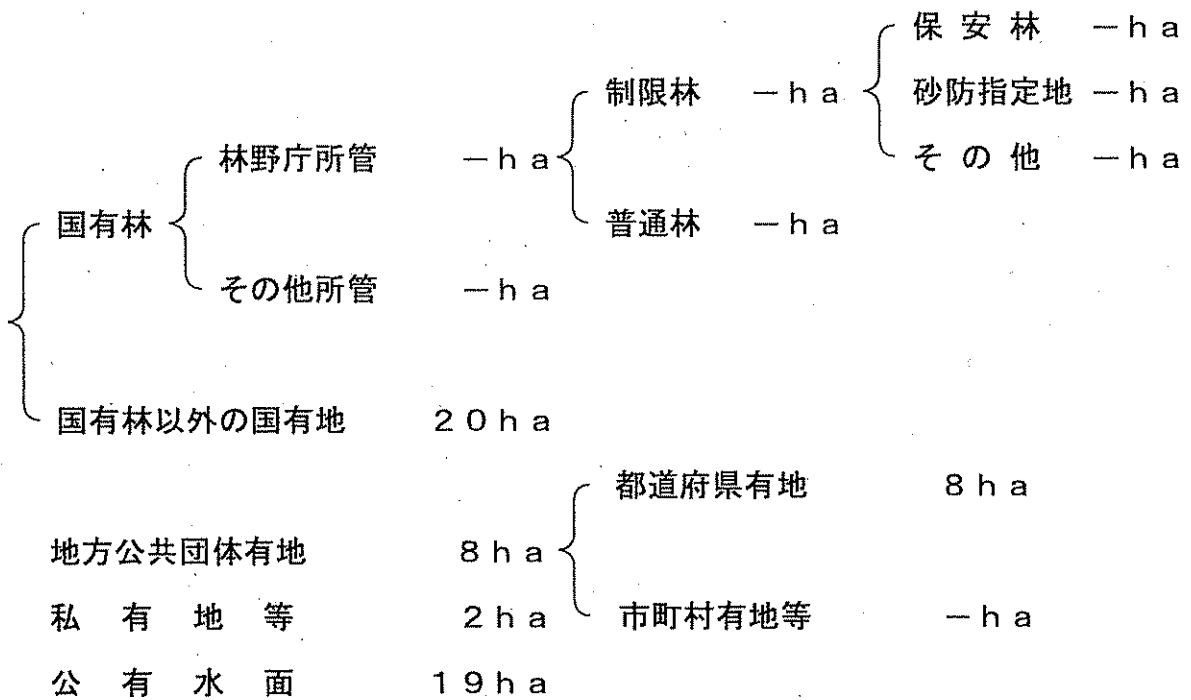 保安林 －ha
制限林 －ha 砂防指定地 －ha
林野庁所管 －ha その他 －ha
国有林 普通林 －ha
その他所管 －ha
国有林以外の国有地 20ha
都道府県有地 8ha
地方公共団体有地 8ha
私有地等 2ha 市町村有地等 －ha
公有水面 19ha